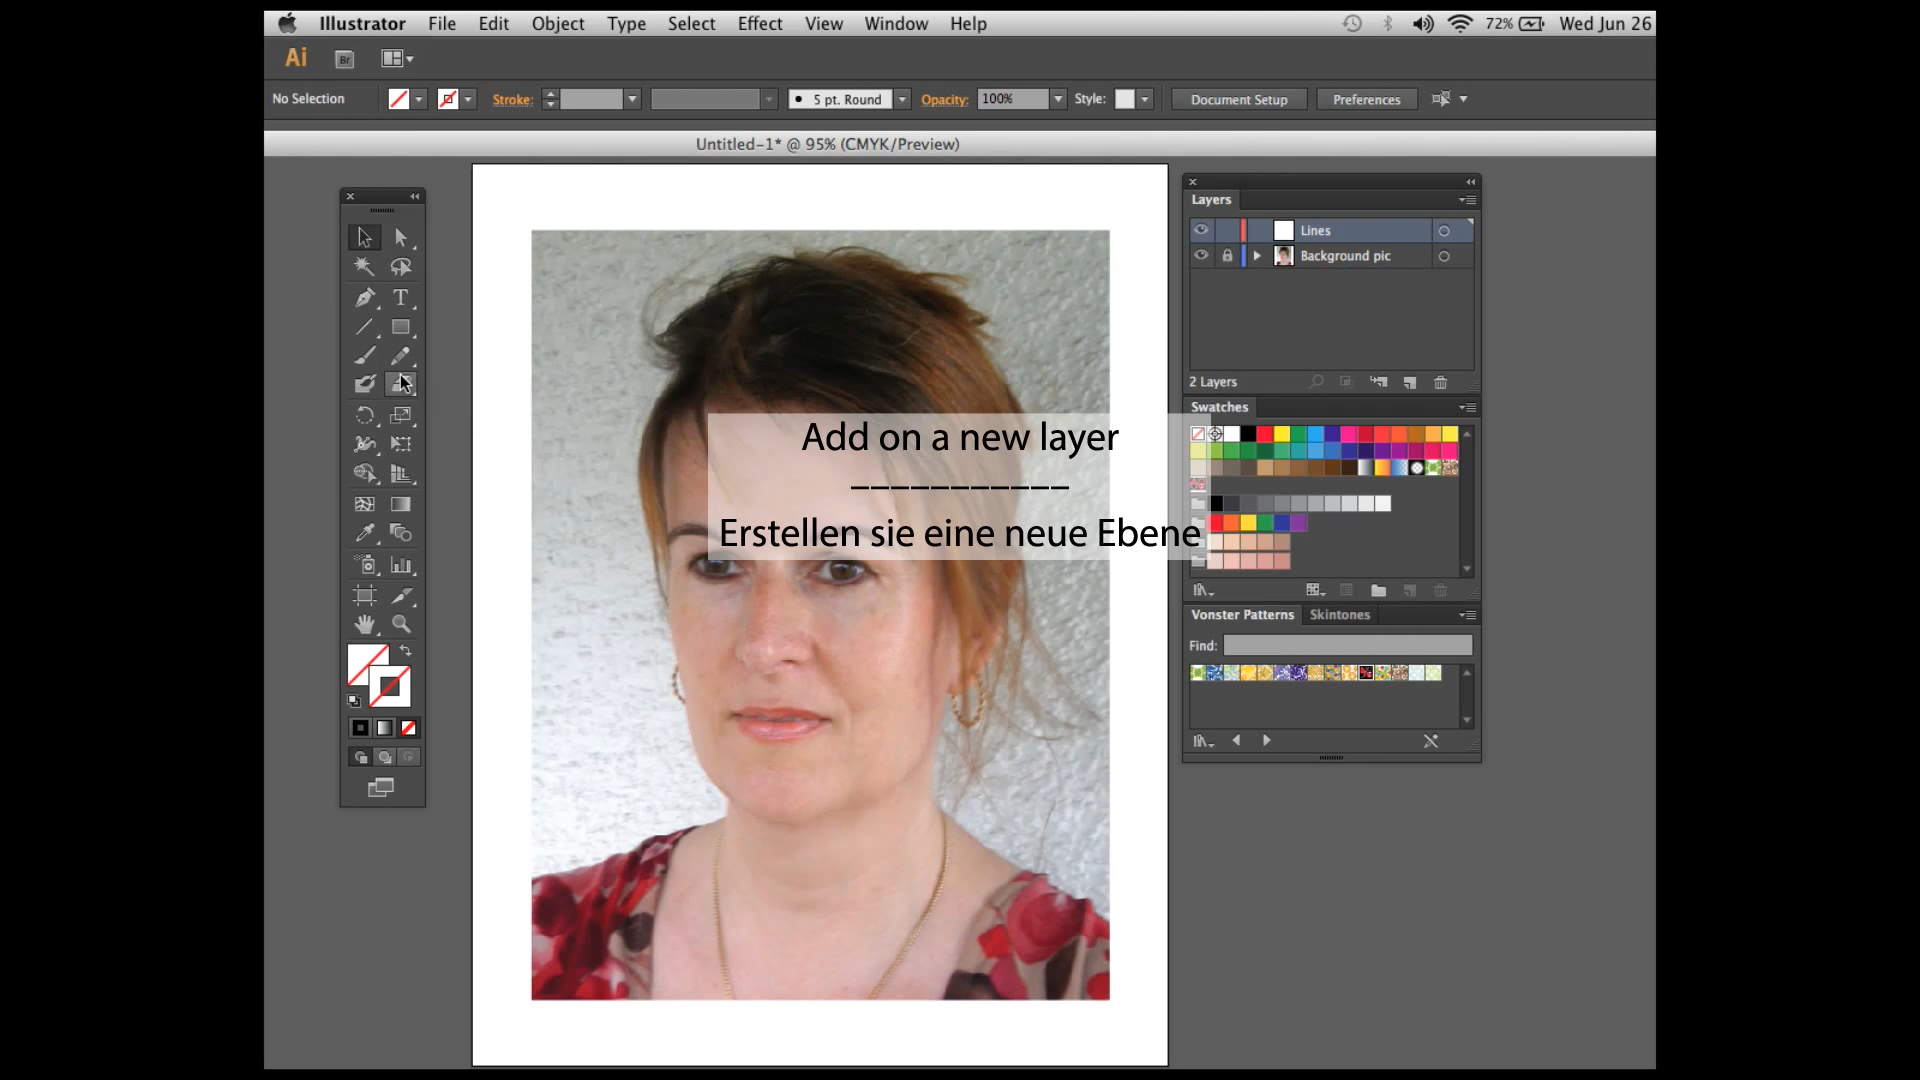 Illustrator File Edit Object Type Select Effect View Window Help 72% Wed Jun 26
Ai Br
No Selection Stroke: 5 pt. Round Opacity: 100% Style: Document Setup Preferences
Untitled-1* @ 95% (CMYK/Preview)
Layers
Lines
Background pic
2 Layers
Swatches
Add on a new layer
___________
Erstellen sie eine neue Ebene
Vonster Patterns Skintones
Find: